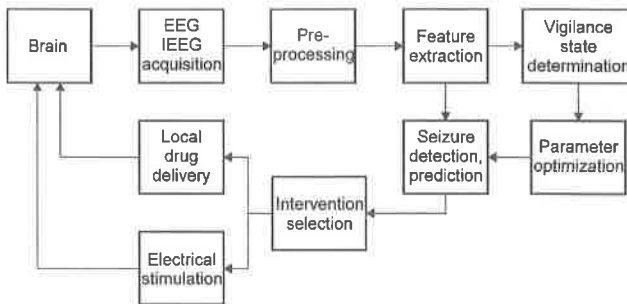 Brain
EEG
IEEG
acquisition
Pre-
processing
Feature
extraction
Vigilance
state
determination
Local
drug
delivery
Seizure
detection,
prediction
Parameter
optimization
Intervention
selection
Electrical
stimulation